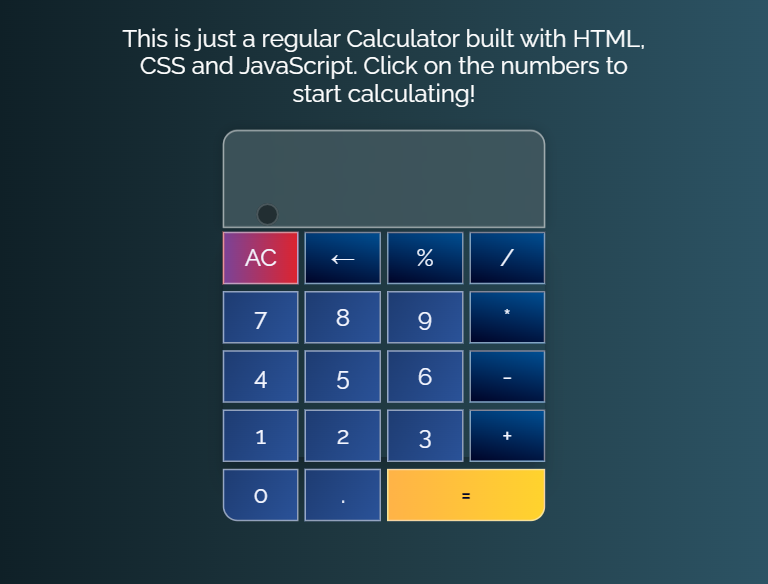 This is just a regular Calculator built with HTML,
CSS and JavaScript. Click on the numbers to
start calculating!
AC ← % /
7 8 9 *
4 5 6 -
1 2 3 +
0 . =